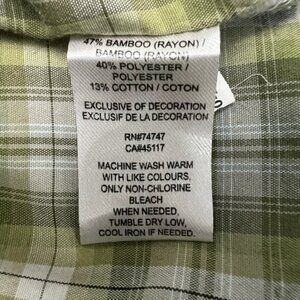 47% BAMBOO (RAYON) /
BAMBOO (RAYON)
40% POLYESTER /
POLYESTER
13% COTTON / COTON
EXCLUSIVE OF DECORATION
EXCLUSIF DE LA DECORATION
RN#74747
CA#45117
MACHINE WASH WARM
WITH LIKE COLOURS,
ONLY NON-CHLORINE
BLEACH
WHEN NEEDED,
TUMBLE DRY LOW,
COOL IRON IF NEEDED.